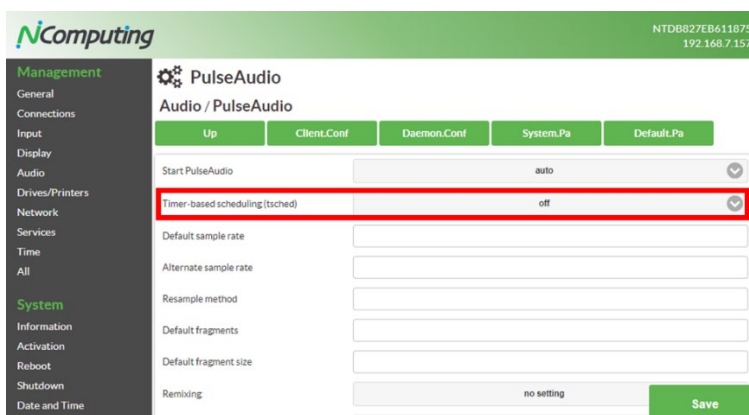 NComputing
NTDB827EB611875
192.168.7.157
Management
General
Connections
Input
Display
Audio
Drives/Printers
Network
Services
Time
All
System
Information
Activation
Reboot
Shutdown
Date and Time
PulseAudio
Audio / PulseAudio
Up Client.Conf Daemon.Conf System.Pa Default.Pa
Start PulseAudio auto
Timer-based scheduling (tsched) off
Default sample rate
Alternate sample rate
Resample method
Default fragments
Default fragment size
Remixing no setting
Save